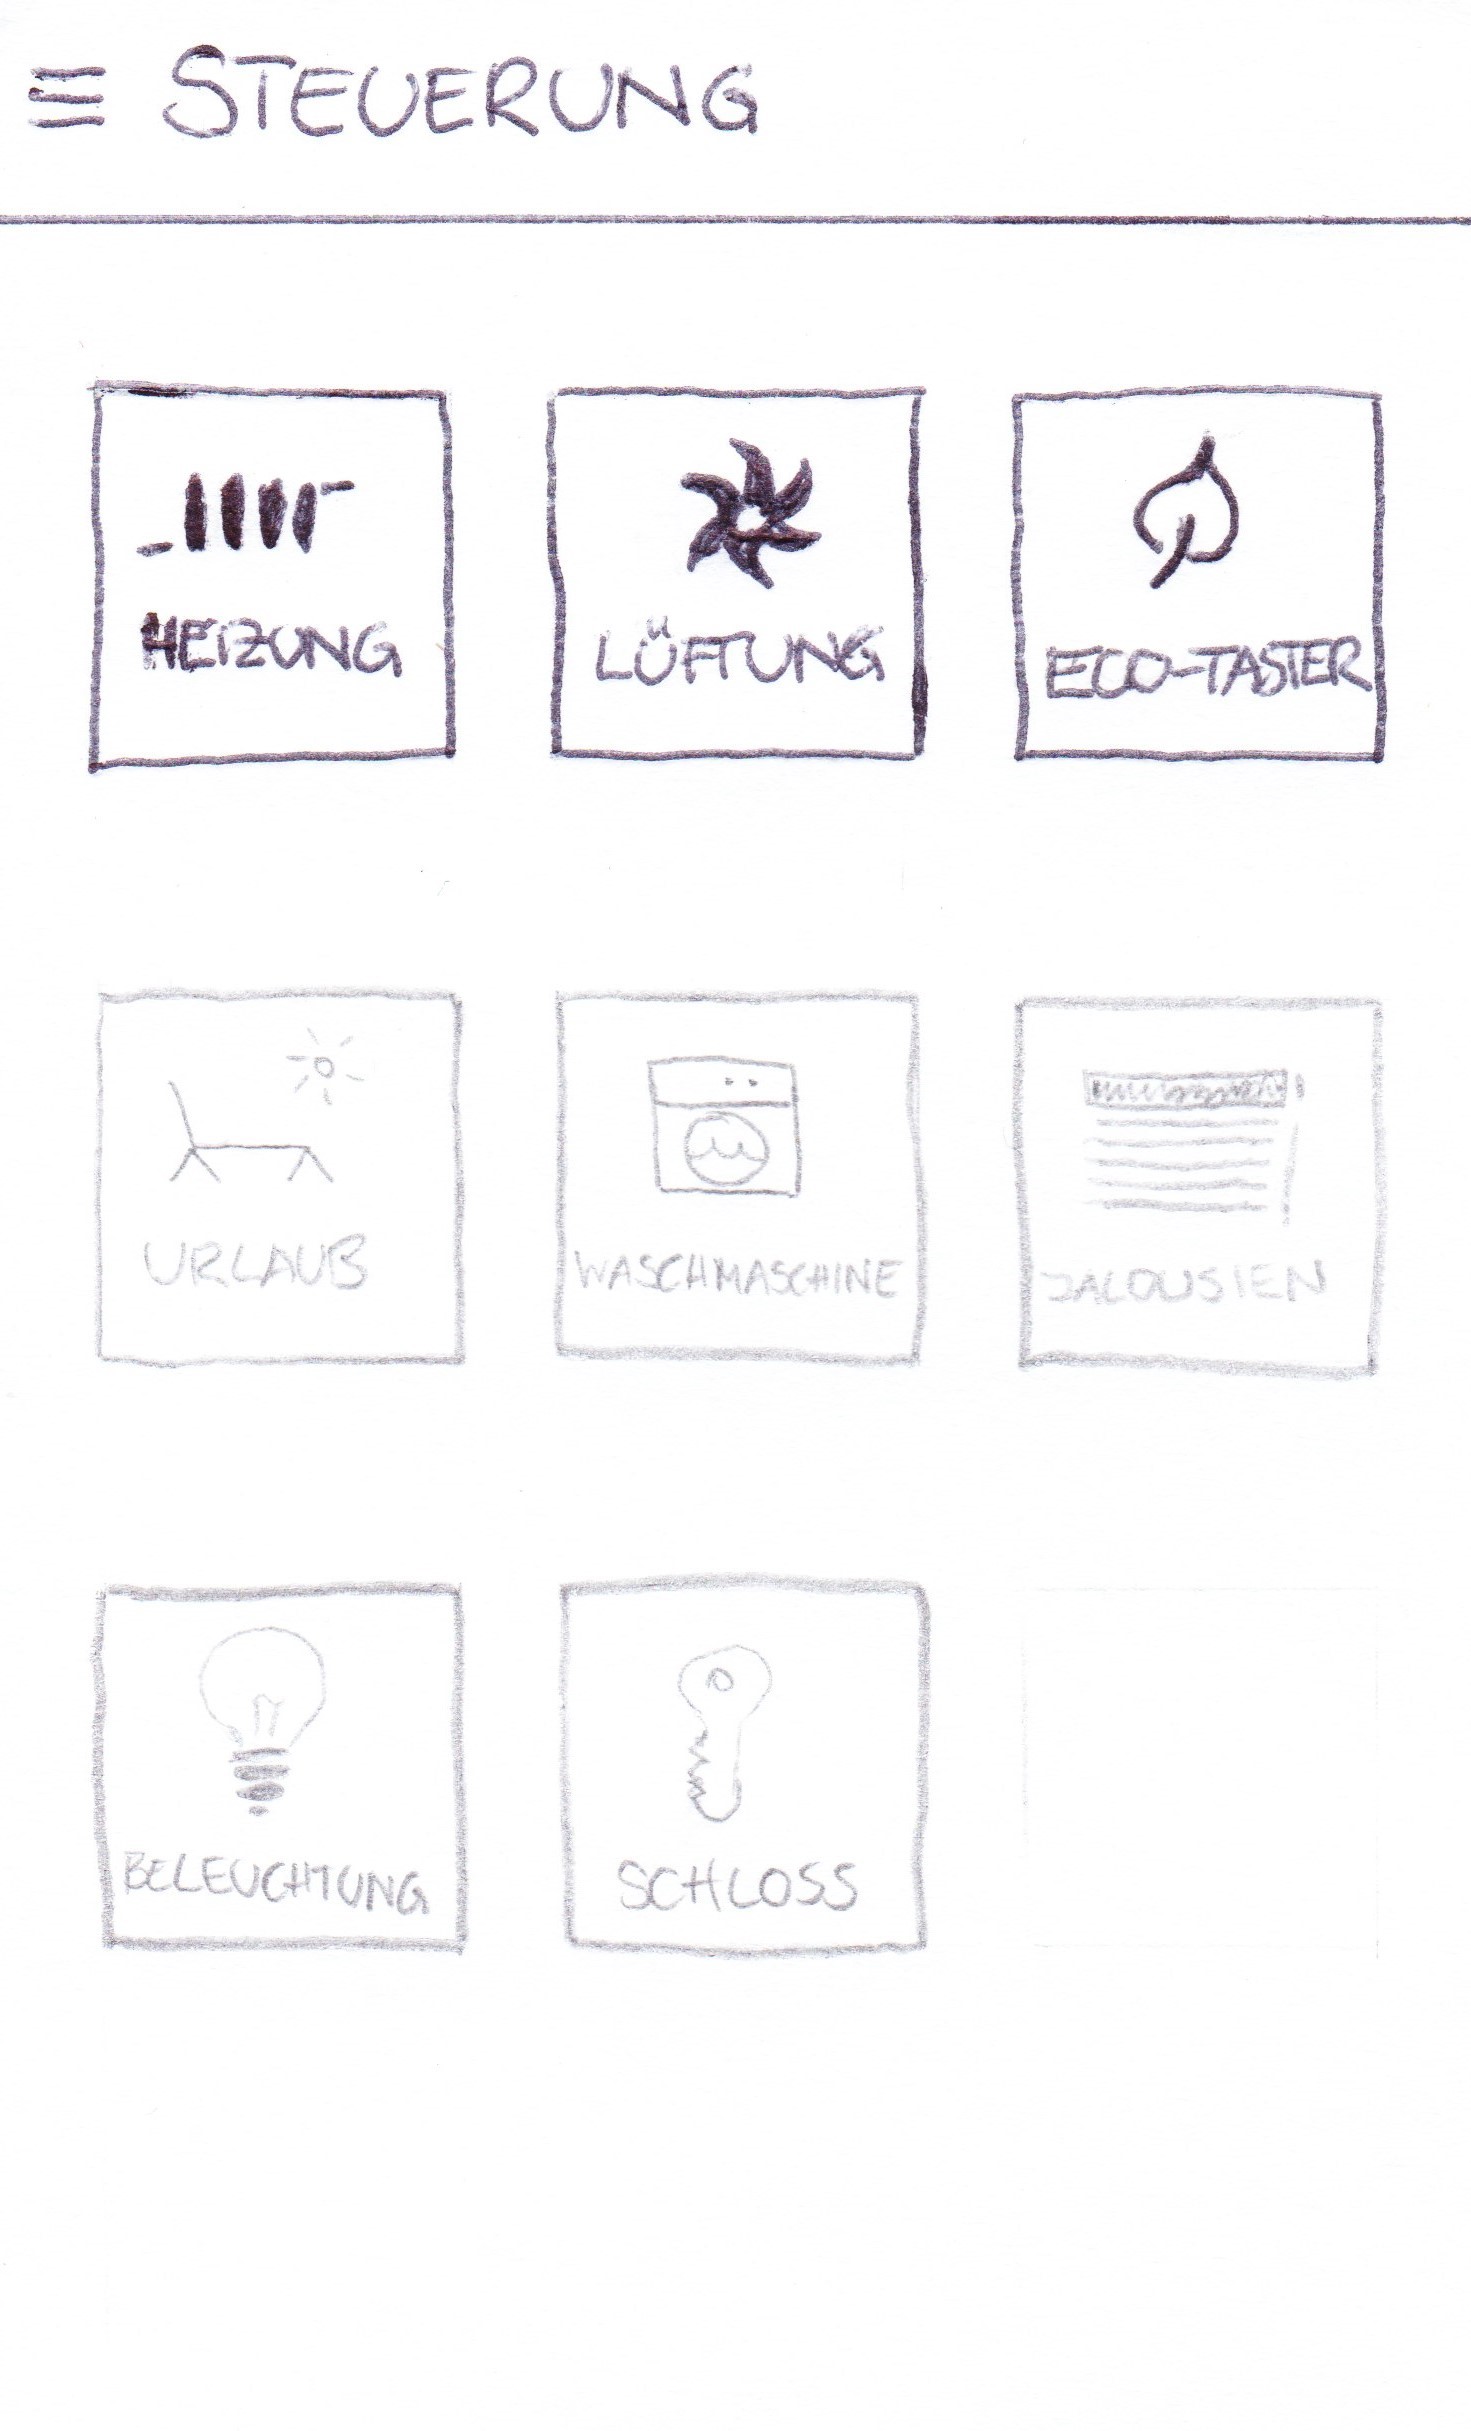 STEUERUNG
HEIZUNG
LÜFTUNG
ECO-TASTER
URLAUB
WASCHMASCHINE
JALOUSIEN
BELEUCHTUNG
SCHLOSS